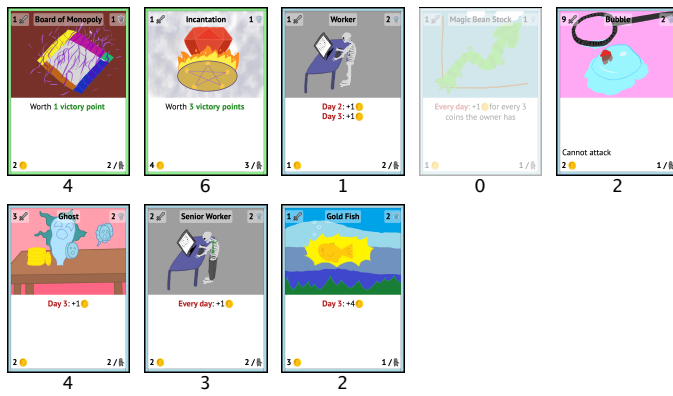 1 Board of Monopoly 1
Worth 1 victory point
2 2 /
4
1 Incantation 1
Worth 3 victory points
4 3 /
6
1 Worker 2
Day 2: +1
Day 3: +1
1 2 /
1
1 Magic Bean Stock 1
Every day: +1 for every 3
coins the owner has
1 1 /
0
9 Bubble 2
Cannot attack
2 1 /
2
3 Ghost 2
Day 3: +1
2 2 /
4
2 Senior Worker 2
Every day: +1
2 2 /
3
1 Gold Fish 2
Day 3: +4
3 1 /
2